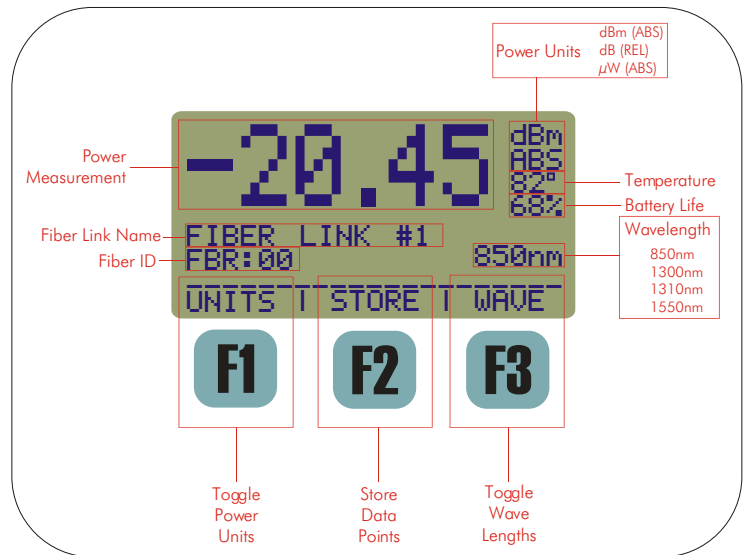 Power Units
dBm (ABS)
dB (REL)
µW (ABS)
-20.45
dBm
ABS
82°
68%
Power
Measurement
Temperature
Battery Life
Fiber Link Name
FIBER LINK #1
Fiber ID
FBR:00
850nm
Wavelength
850nm
1300nm
1310nm
1550nm
UNITS | STORE | WAVE
F1
F2
F3
Toggle
Power
Units
Store
Data
Points
Toggle
Wave
Lengths